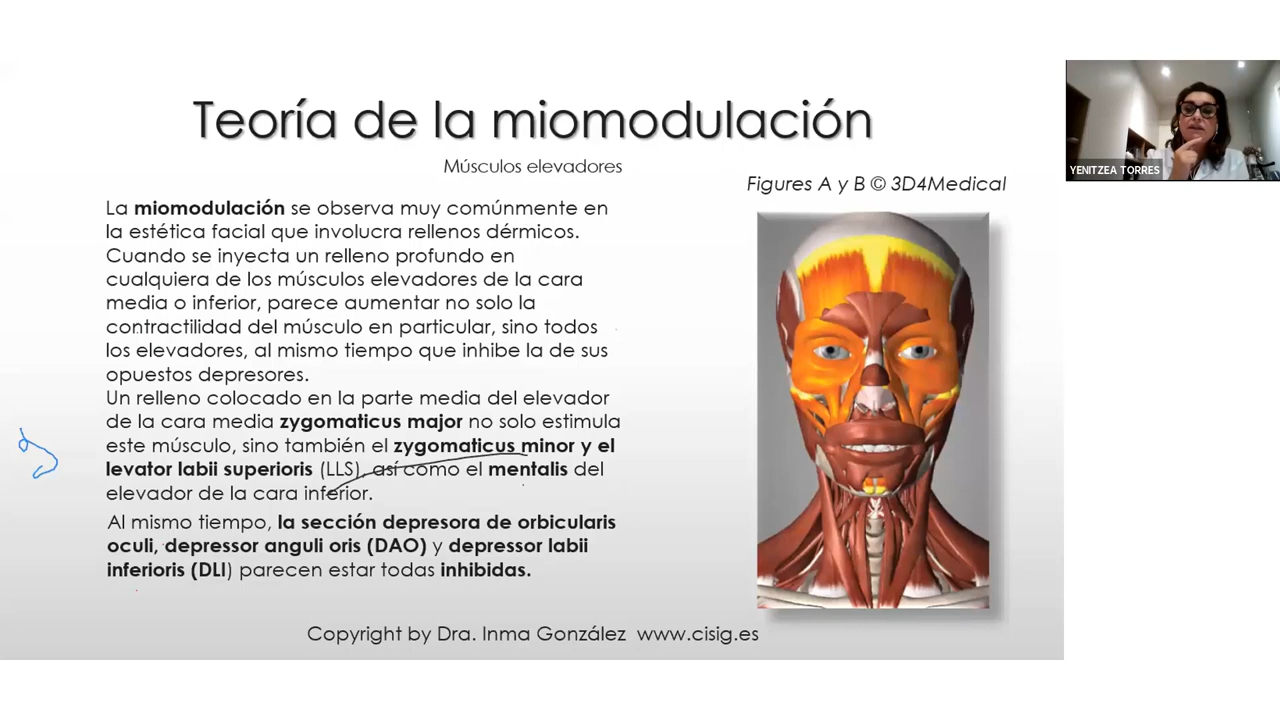 Teoría de la miomodulación
Músculos elevadores
Figures A y B © 3D4Medical
YENITZEA TORRES
La miomodulación se observa muy comúnmente en
la estética facial que involucra rellenos dérmicos.
Cuando se inyecta un relleno profundo en
cualquiera de los músculos elevadores de la cara
media o inferior, parece aumentar no solo la
contractilidad del músculo en particular, sino todos
los elevadores, al mismo tiempo que inhibe la de sus
opuestos depresores.
Un relleno colocado en la parte media del elevador
de la cara media zygomaticus major no solo estimula
este músculo, sino también el zygomaticus minor y el
levator labii superioris (LLS), así como el mentalis del
elevador de la cara inferior.
Al mismo tiempo, la sección depresora de orbicularis
oculi, depressor anguli oris (DAO) y depressor labii
inferioris (DLI) parecen estar todas inhibidas.
Copyright by Dra. Inma González www.cisig.es